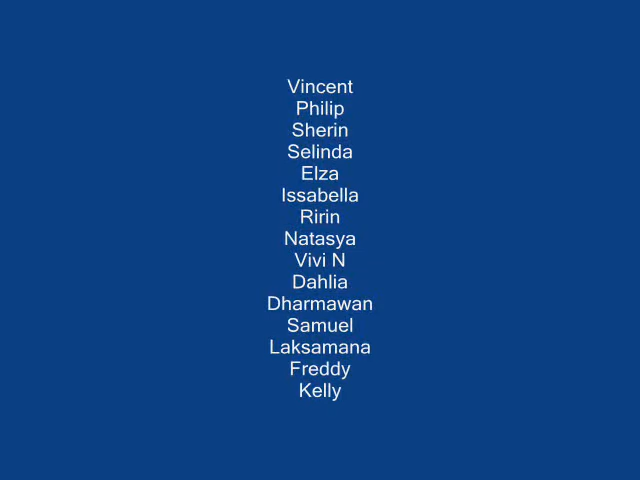 Vincent
Philip
Sherin
Selinda
Elza
Issabella
Ririn
Natasya
Vivi N
Dahlia
Dharmawan
Samuel
Laksamana
Freddy
Kelly